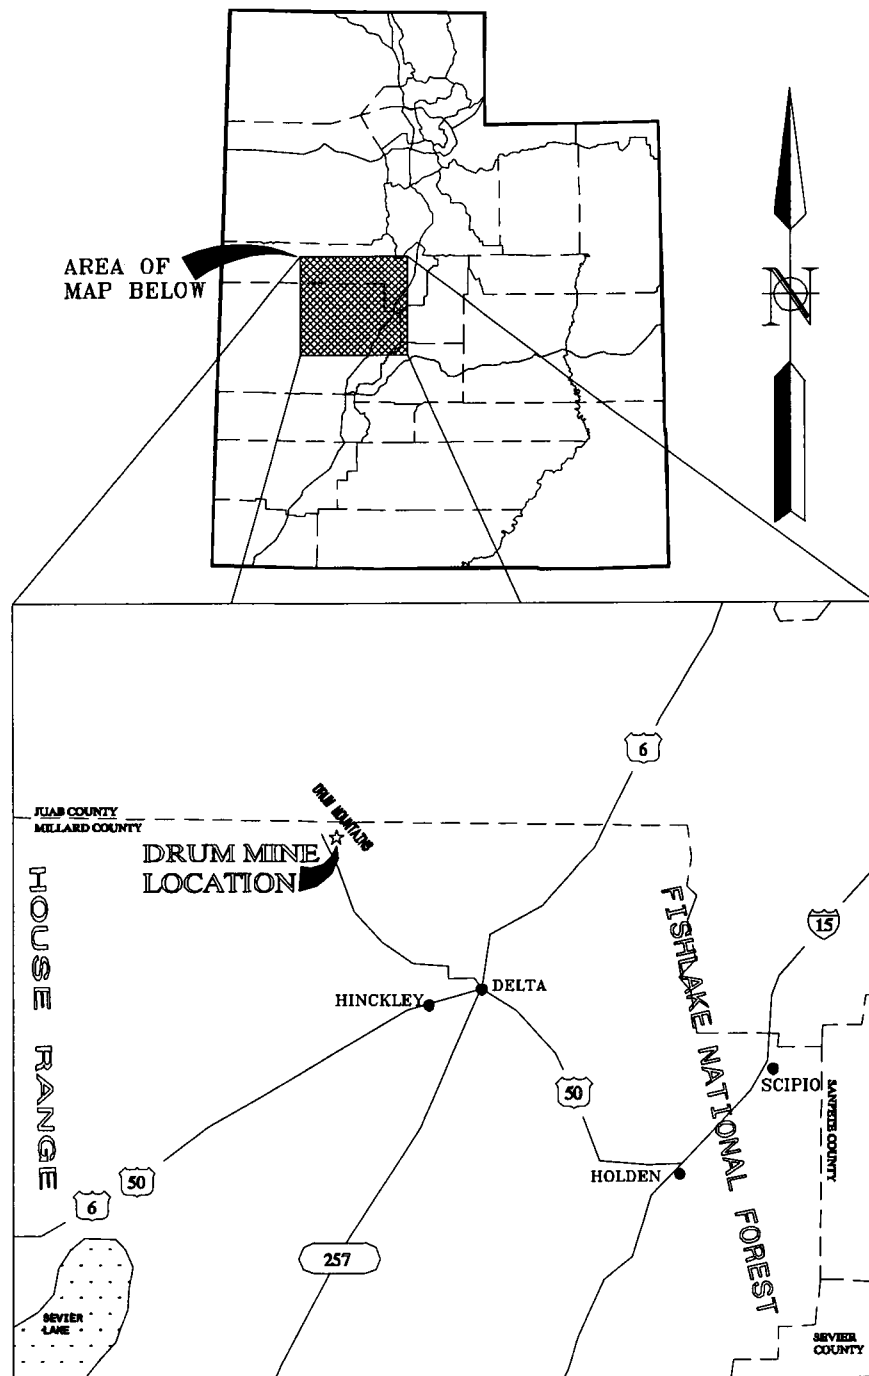 AREA OF
MAP BELOW
N
6
JUAB COUNTY
MILLARD COUNTY
DRUM MOUNTAINS
DRUM MINE
LOCATION
HOUSE RANGE
FISHLAKE NATIONAL FOREST
15
DELTA
HINCKLEY
50
SCIPIO
SANPETE COUNTY
HOLDEN
50
6
257
SEVIER
LAKE
SEVIER
COUNTY